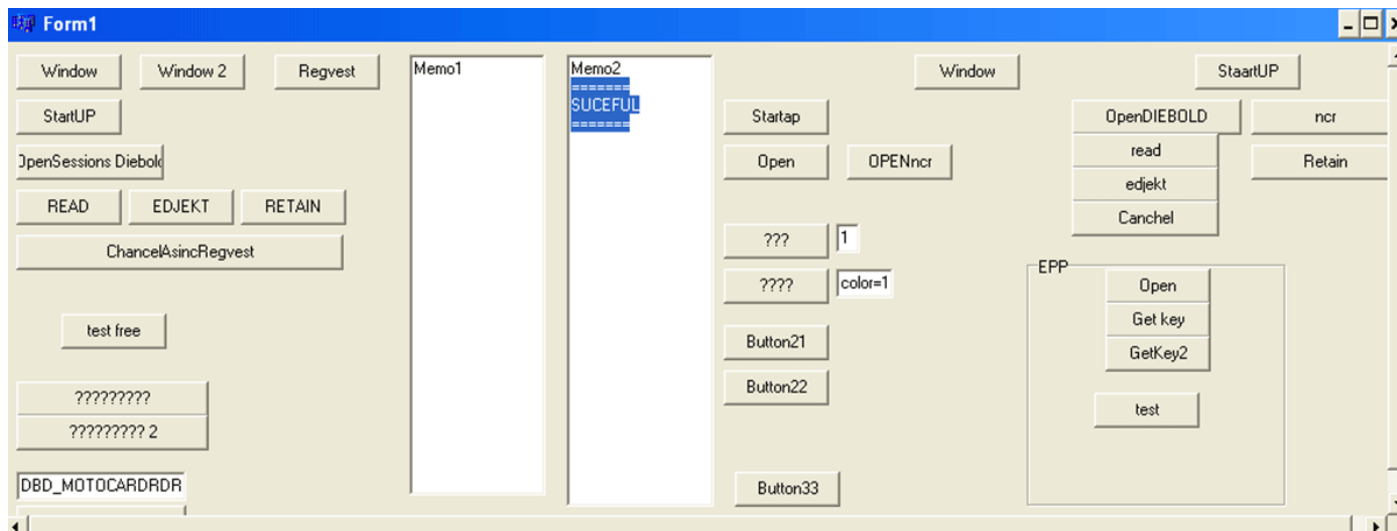 Form1
Window Window 2 Regvest Memo1 Memo2 Window StaartUP
=======
SUCEFUL
=======
StartUP Startap OpenDIEBOLD ncr
OpenSessions Diebold Open OPENncr read Retain
edjekt
READ EDJEKT RETAIN Canchel
ChancelAsincRegvest ??? 1
EPP
???? color=1 Open
Get key
test free Button21 GetKey2
Button22
????????? test
????????? 2
DBD_MOTOCARDRDR Button33